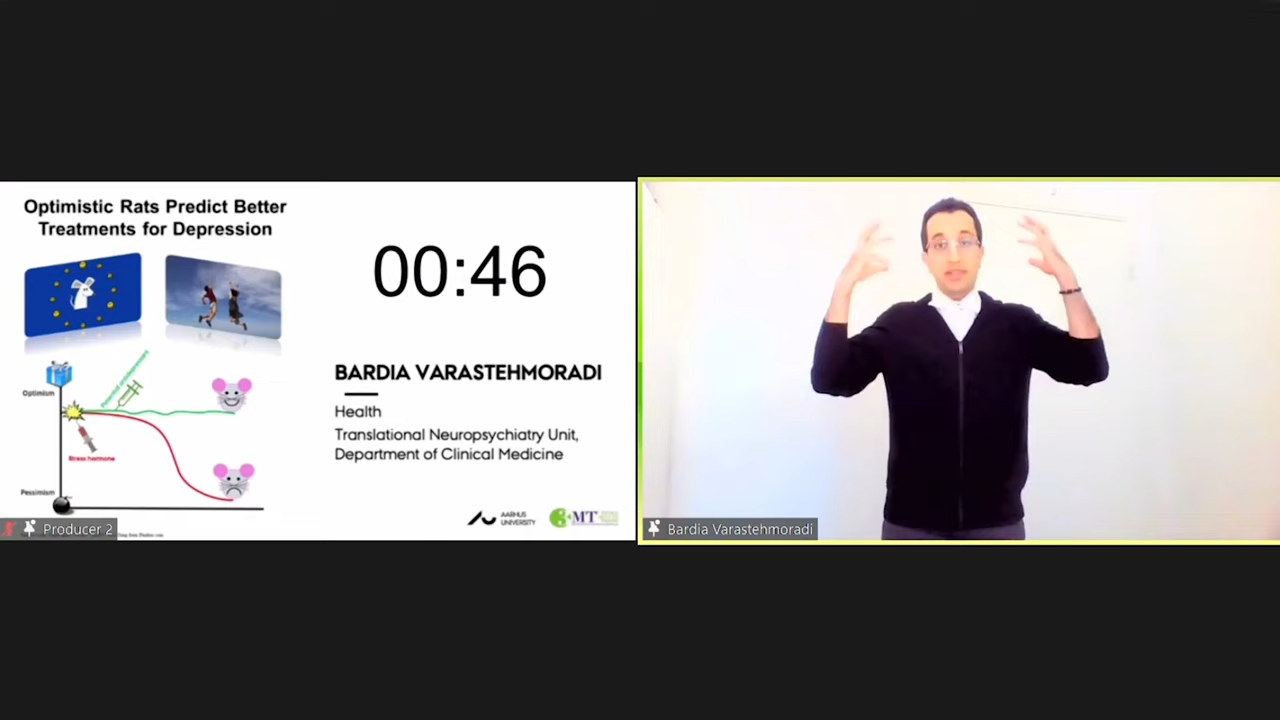 Optimistic Rats Predict Better
Treatments for Depression
00:46
Optimism
Stress hormone
Pessimism
BARDIA VARASTEHMORADI
Health
Translational Neuropsychiatry Unit,
Department of Clinical Medicine
AARHUS
UNIVERSITY
MT
Producer 2
Bardia Varastehmoradi